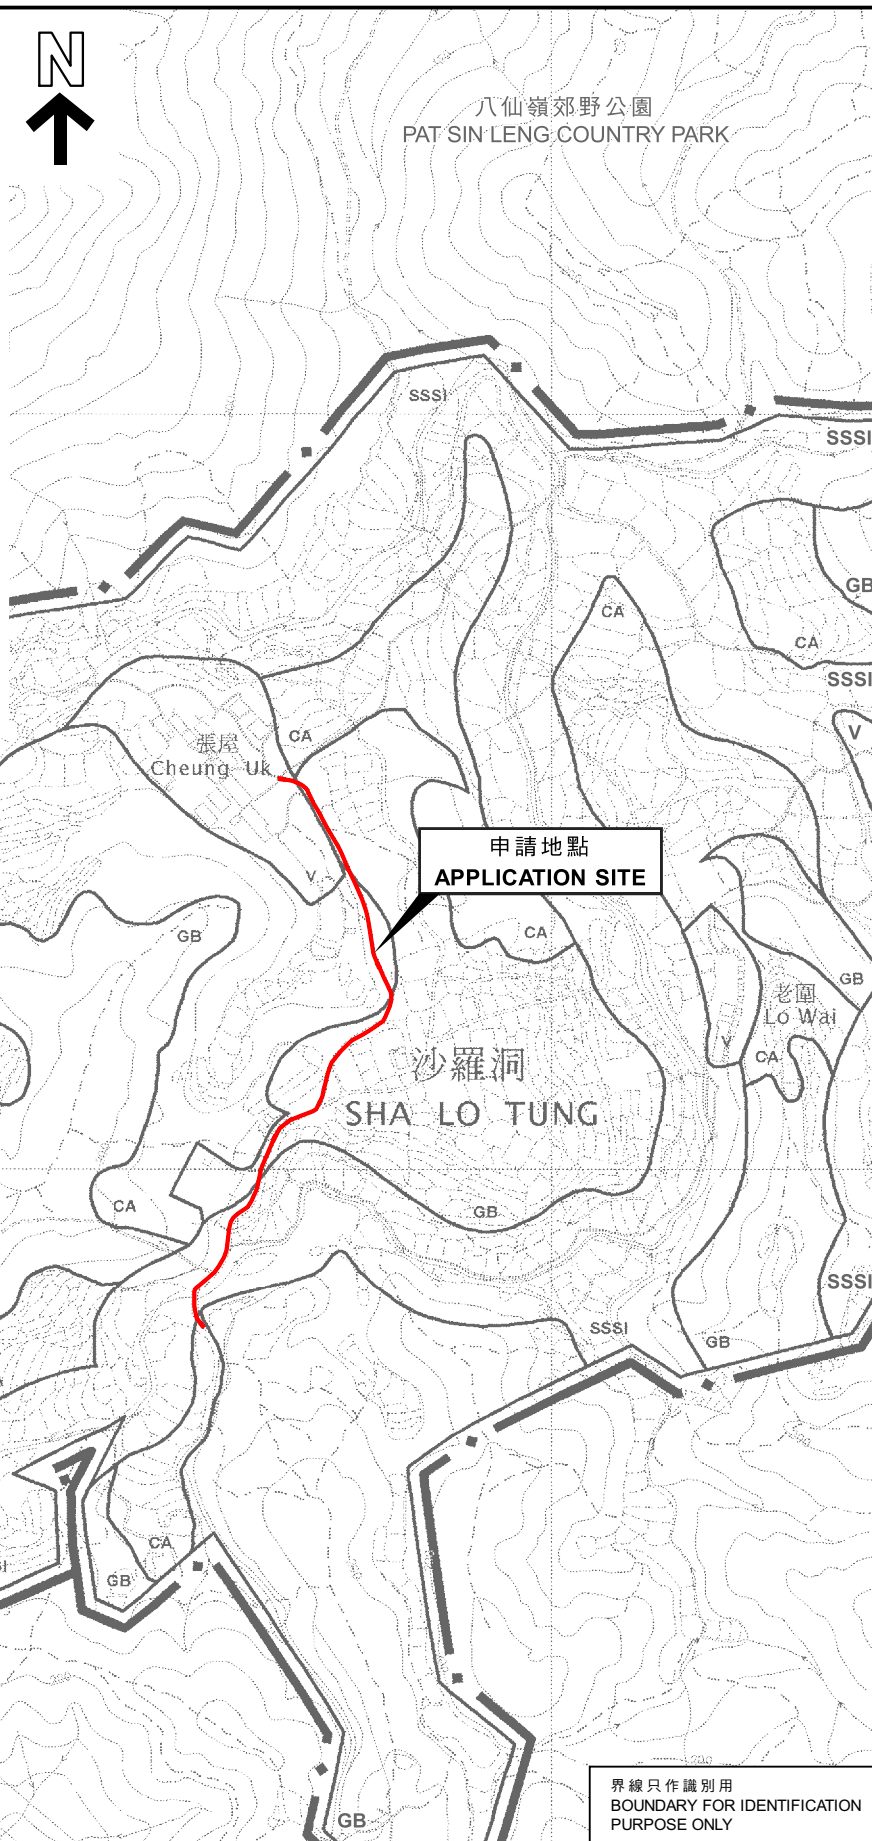 N
八仙嶺郊野公園
PAT SIN LENG COUNTRY PARK
SSSI
SSSI
GB
CA
CA
SSSI
V
CA
張屋
Cheung Uk
申請地點
APPLICATION SITE
V
GB
CA
GB
老圍
Lo Wai
V
CA
沙羅洞
SHA LO TUNG
CA
GB
SSSI
SSSI
GB
CA
GB
GB
界線只作識別用
BOUNDARY FOR IDENTIFICATION
PURPOSE ONLY